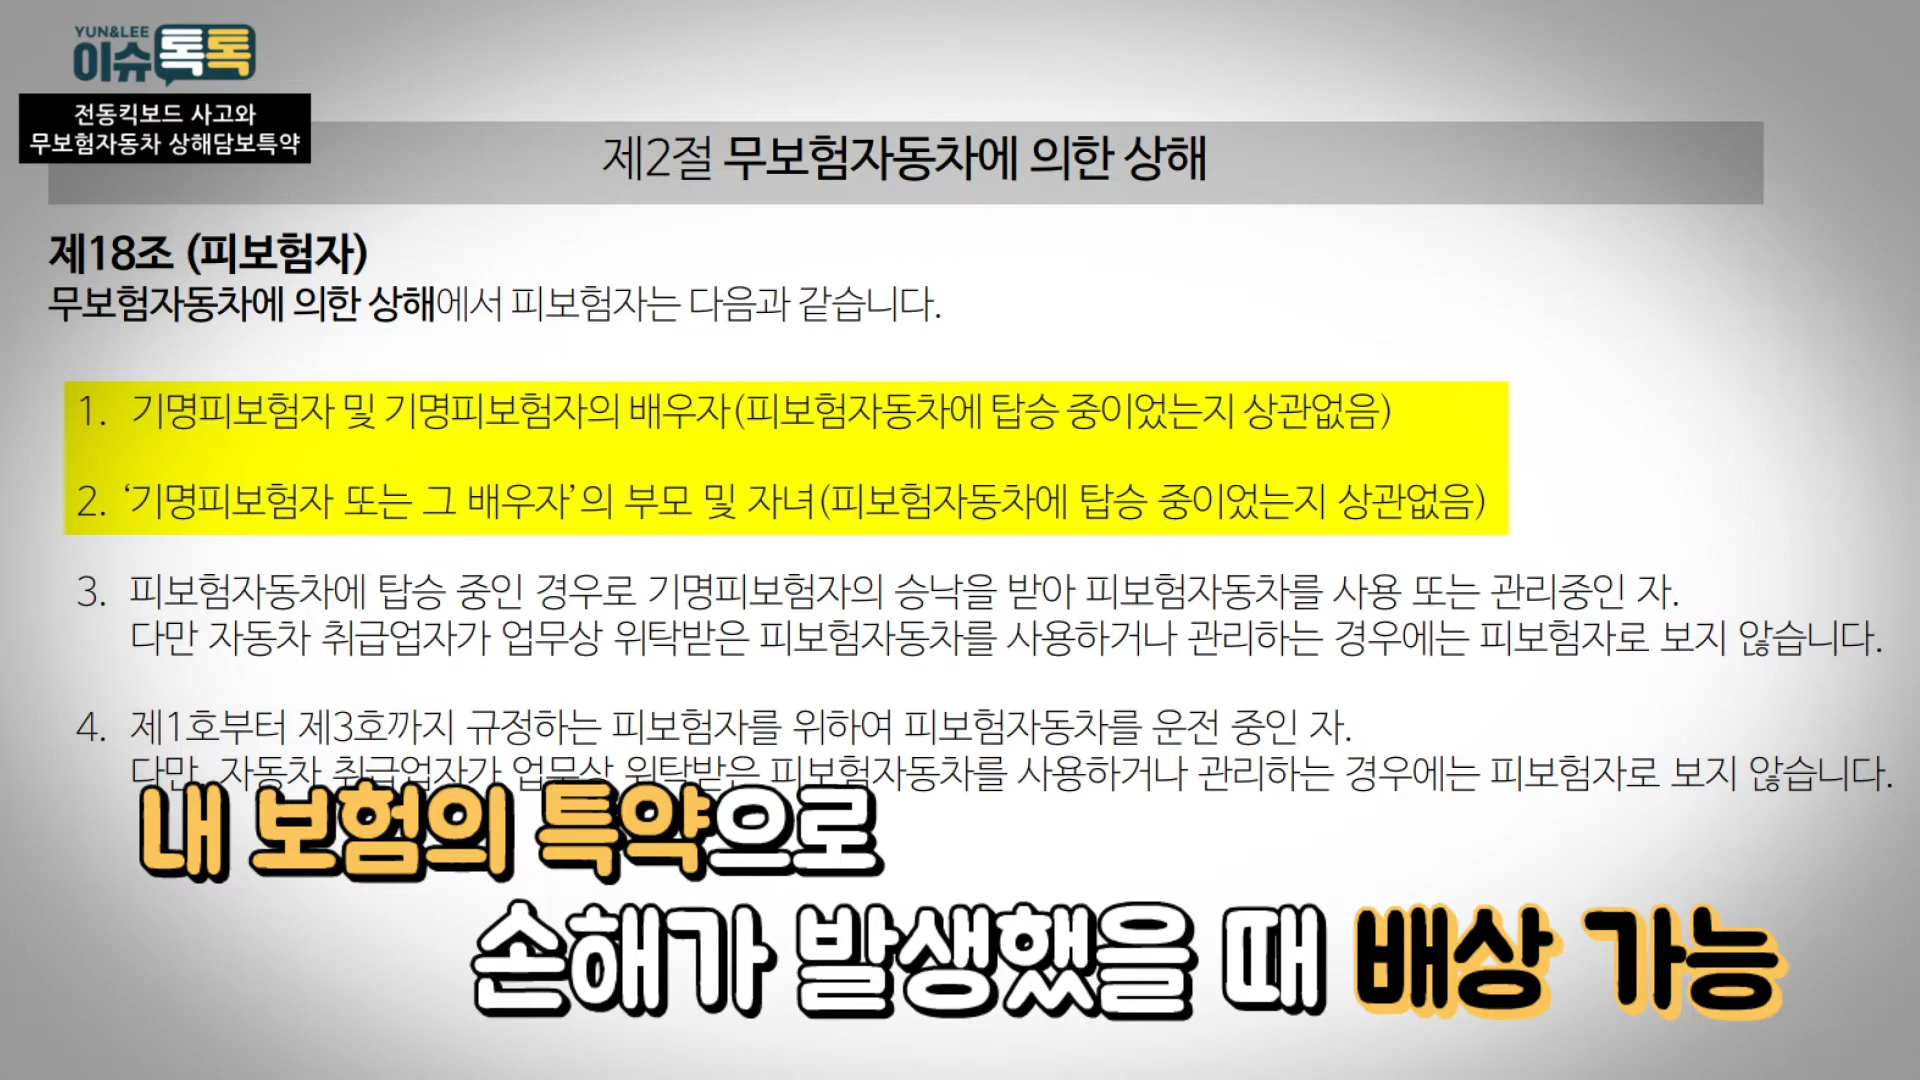 YUN&LEE
이슈톡톡
전동킥보드 사고와
무보험자동차 상해담보특약
제2절 무보험자동차에 의한 상해
제18조 (피보험자)
무보험자동차에 의한 상해에서 피보험자는 다음과 같습니다.
1. 기명피보험자 및 기명피보험자의 배우자(피보험자동차에 탑승 중이었는지 상관없음)
2. ‘기명피보험자 또는 그 배우자’의 부모 및 자녀(피보험자동차에 탑승 중이었는지 상관없음)
3. 피보험자동차에 탑승 중인 경우로 기명피보험자의 승낙을 받아 피보험자동차를 사용 또는 관리중인 자.
다만 자동차 취급업자가 업무상 위탁받은 피보험자동차를 사용하거나 관리하는 경우에는 피보험자로 보지 않습니다.
4. 제1호부터 제3호까지 규정하는 피보험자를 위하여 피보험자동차를 운전 중인 자.
다만, 자동차 취급업자가 업무상 위탁받은 피보험자동차를 사용하거나 관리하는 경우에는 피보험자로 보지 않습니다.
내 보험의 특약으로
손해가 발생했을 때 배상 가능